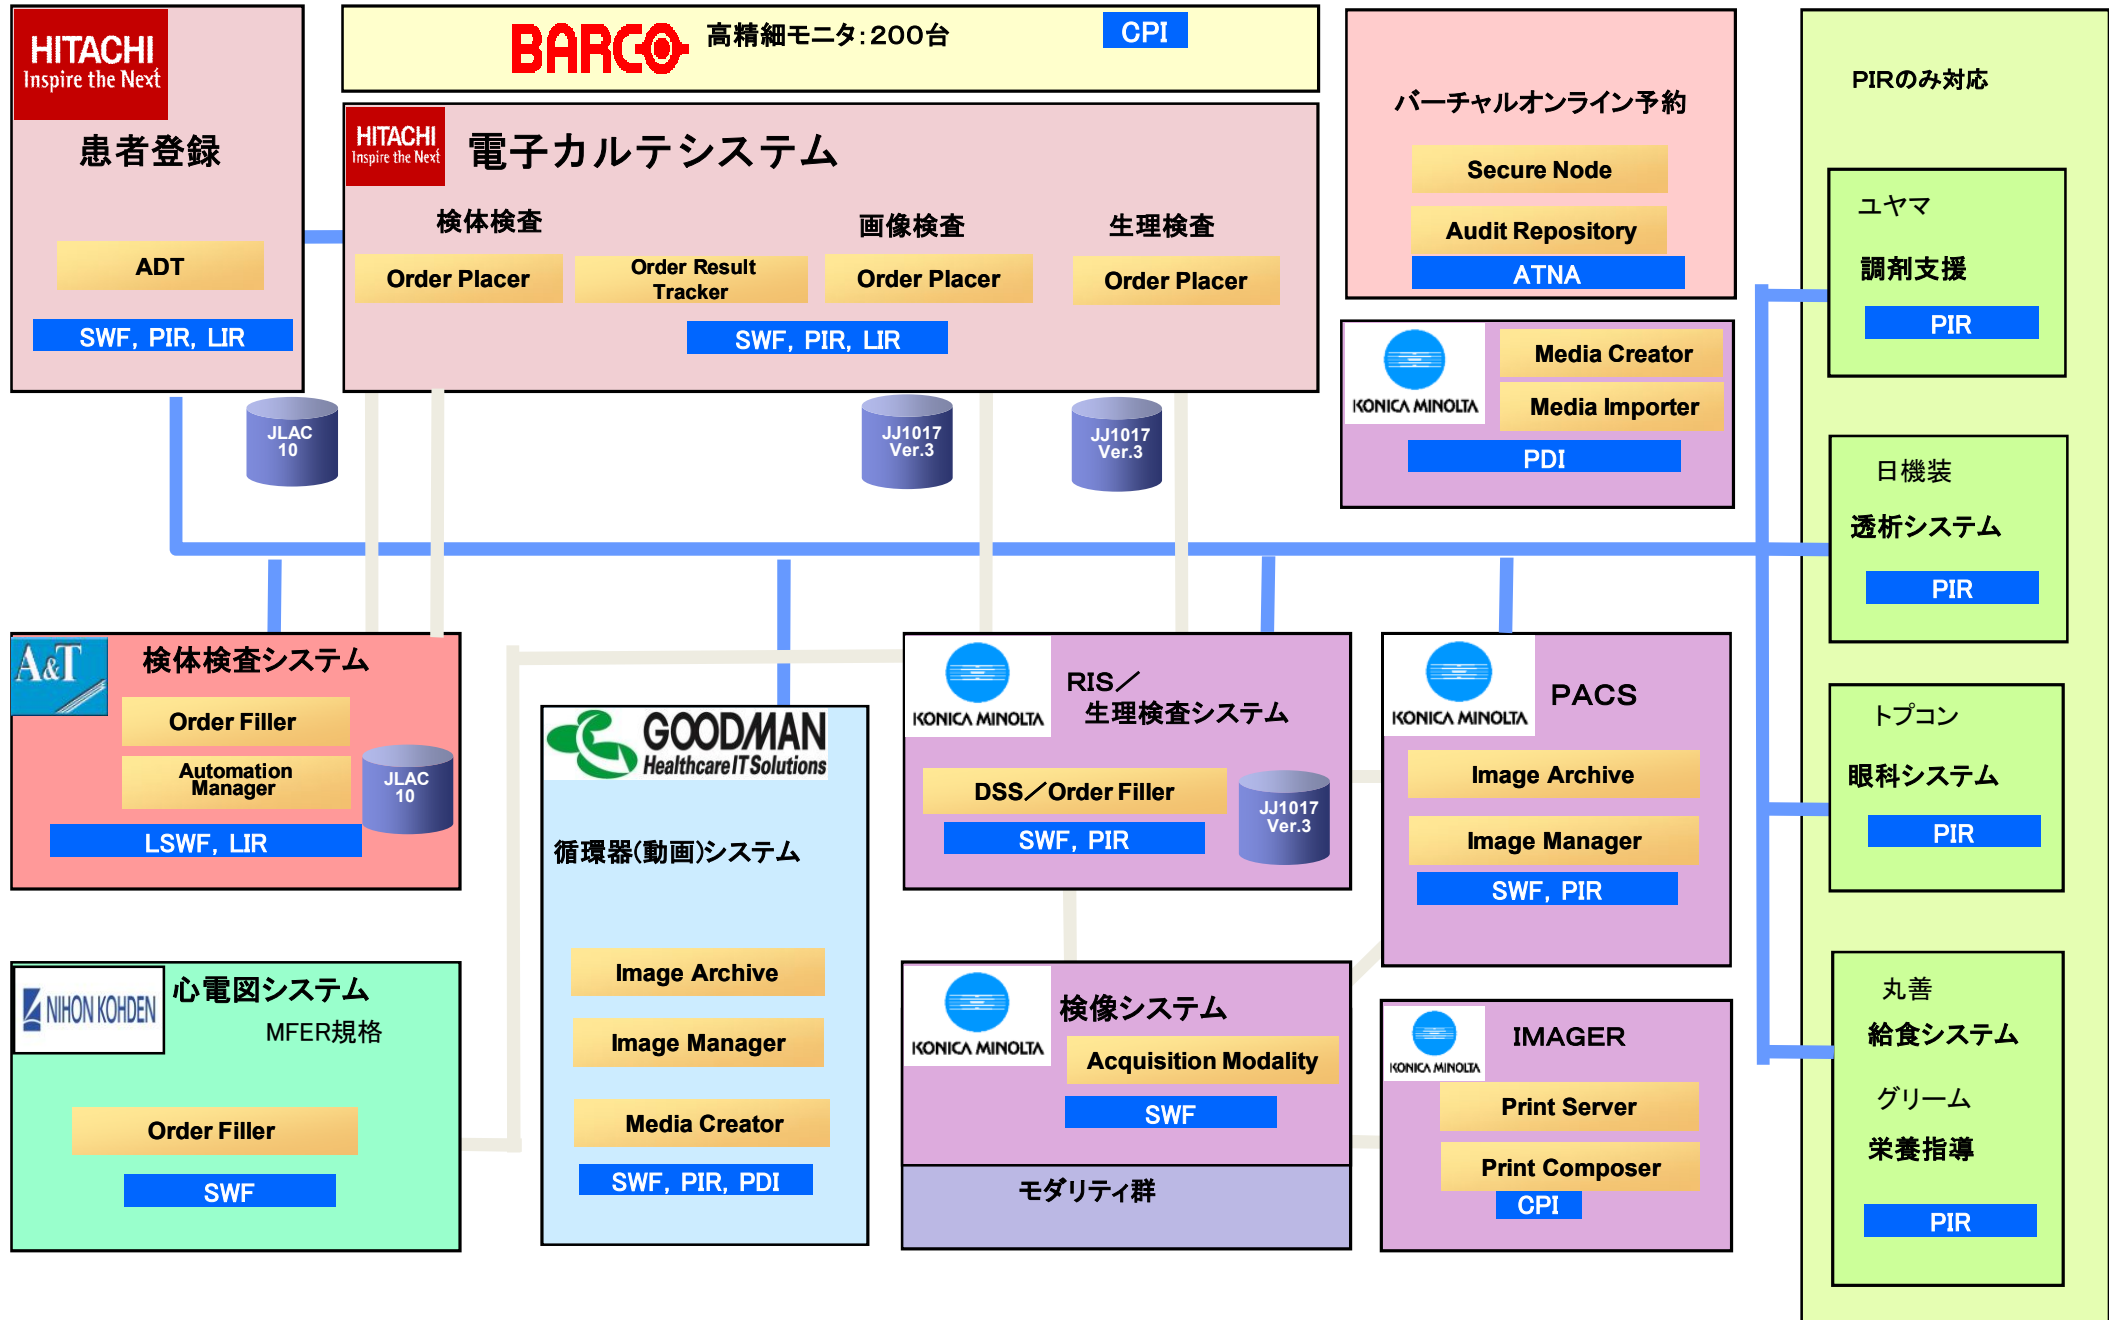 HITACHI
Inspire the Next
患者登録
ADT
SWF, PIR, LIR
BARCO
高精細モニタ：200台
CPI
HITACHI
Inspire the Next
電子カルテシステム
検体検査
画像検査
生理検査
Order Placer
Order Result
Tracker
Order Placer
Order Placer
SWF, PIR, LIR
バーチャルオンライン予約
Secure Node
Audit Repository
ATNA
KONICA MINOLTA
Media Creator
Media Importer
PDI
PIRのみ対応
ユヤマ
調剤支援
PIR
日機装
透析システム
PIR
トプコン
眼科システム
PIR
丸善
給食システム
グリーム
栄養指導
PIR
JLAC
10
JJ1017
Ver.3
JJ1017
Ver.3
A&T
検体検査システム
Order Filler
Automation
Manager
JLAC
10
LSWF, LIR
NIHON KOHDEN
心電図システム
MFER規格
Order Filler
SWF
GOODMAN
Healthcare IT Solutions
循環器(動画)システム
Image Archive
Image Manager
Media Creator
SWF, PIR, PDI
KONICA MINOLTA
RIS／
生理検査システム
DSS／Order Filler
SWF, PIR
JJ1017
Ver.3
KONICA MINOLTA
PACS
Image Archive
Image Manager
SWF, PIR
KONICA MINOLTA
検像システム
Acquisition Modality
SWF
モダリティ群
KONICA MINOLTA
IMAGER
Print Server
Print Composer
CPI